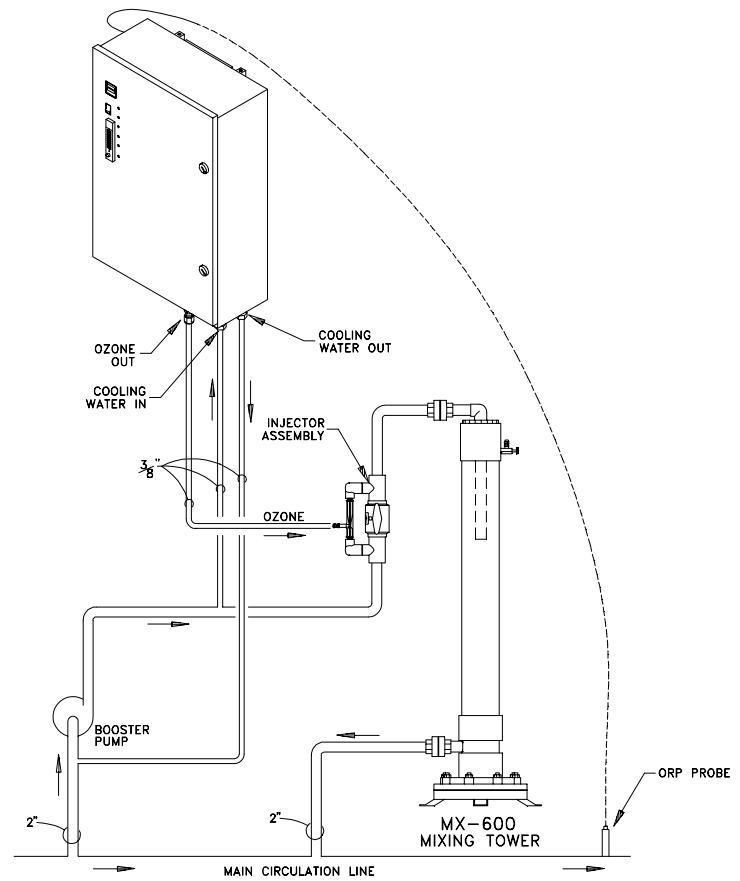 OZONE
OUT
COOLING
WATER OUT
COOLING
WATER IN
INJECTOR
ASSEMBLY
3/8"
OZONE
BOOSTER
PUMP
ORP PROBE
2"
2"
MX-600
MIXING TOWER
MAIN CIRCULATION LINE